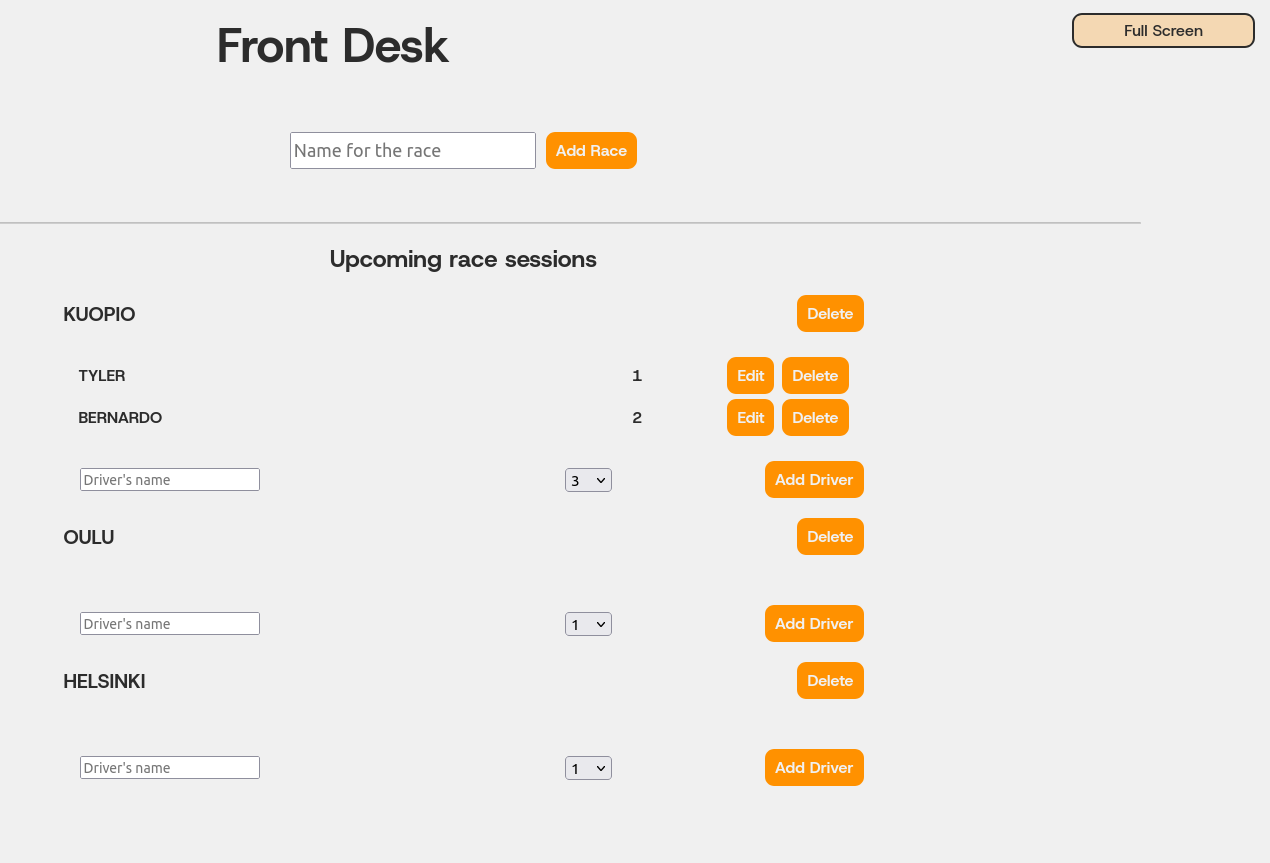 Front Desk
Full Screen
Name for the race
Add Race
Upcoming race sessions
KUOPIO Delete
TYLER 1 Edit Delete
BERNARDO 2 Edit Delete
Driver's name 3 Add Driver
OULU Delete
Driver's name 1 Add Driver
HELSINKI Delete
Driver's name 1 Add Driver